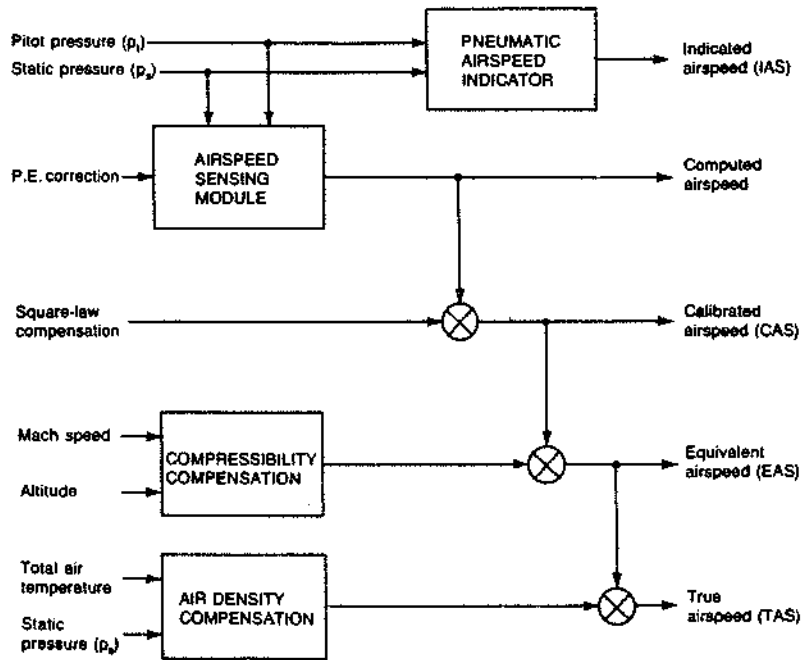 Pitot pressure (pt)
Static pressure (ps)
PNEUMATIC
AIRSPEED
INDICATOR
Indicated
airspeed (IAS)
P.E. correction
AIRSPEED
SENSING
MODULE
Computed
airspeed
Square-law
compensation
Calibrated
airspeed (CAS)
Mach speed
Altitude
COMPRESSIBILITY
COMPENSATION
Equivalent
airspeed (EAS)
Total air
temperature
Static
pressure (ps)
AIR DENSITY
COMPENSATION
True
airspeed (TAS)